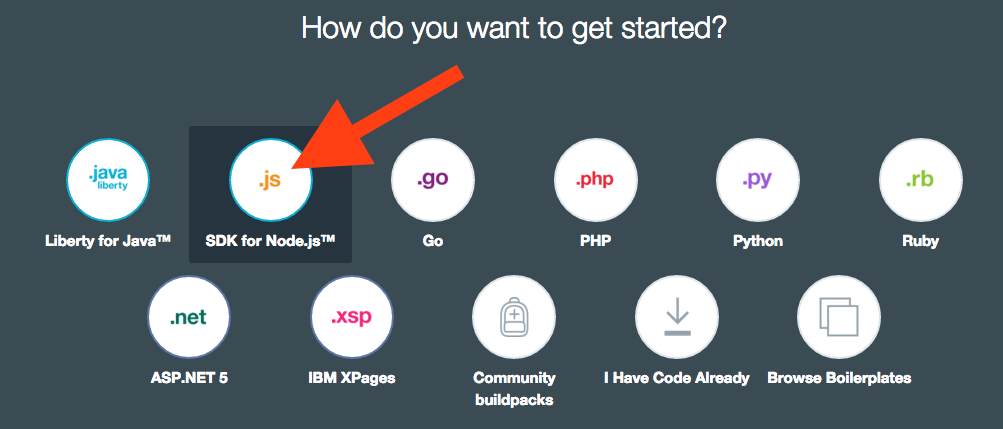 How do you want to get started?
.java
liberty
.js
.go
.php
.py
.rb
Liberty for Java™
SDK for Node.js™
Go
PHP
Python
Ruby
.net
.xsp
ASP.NET 5
IBM XPages
Community
buildpacks
I Have Code Already
Browse Boilerplates